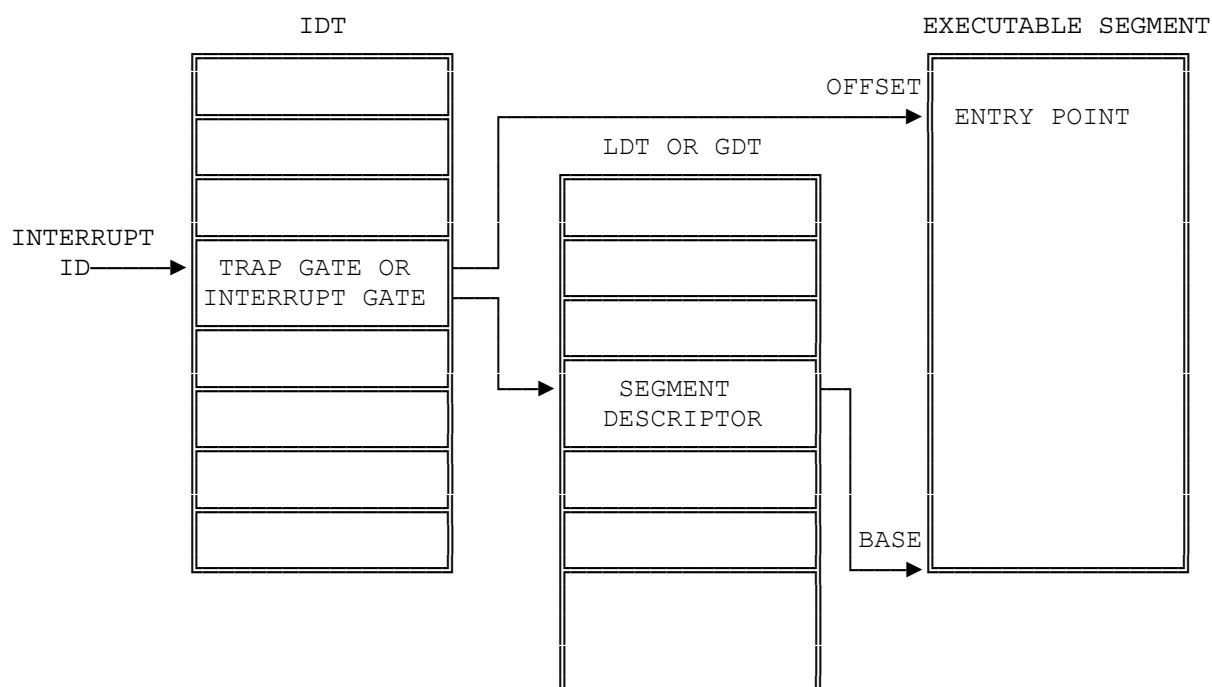 IDT
EXECUTABLE SEGMENT
OFFSET
ENTRY POINT
LDT OR GDT
INTERRUPT
ID
TRAP GATE OR
INTERRUPT GATE
SEGMENT
DESCRIPTOR
BASE